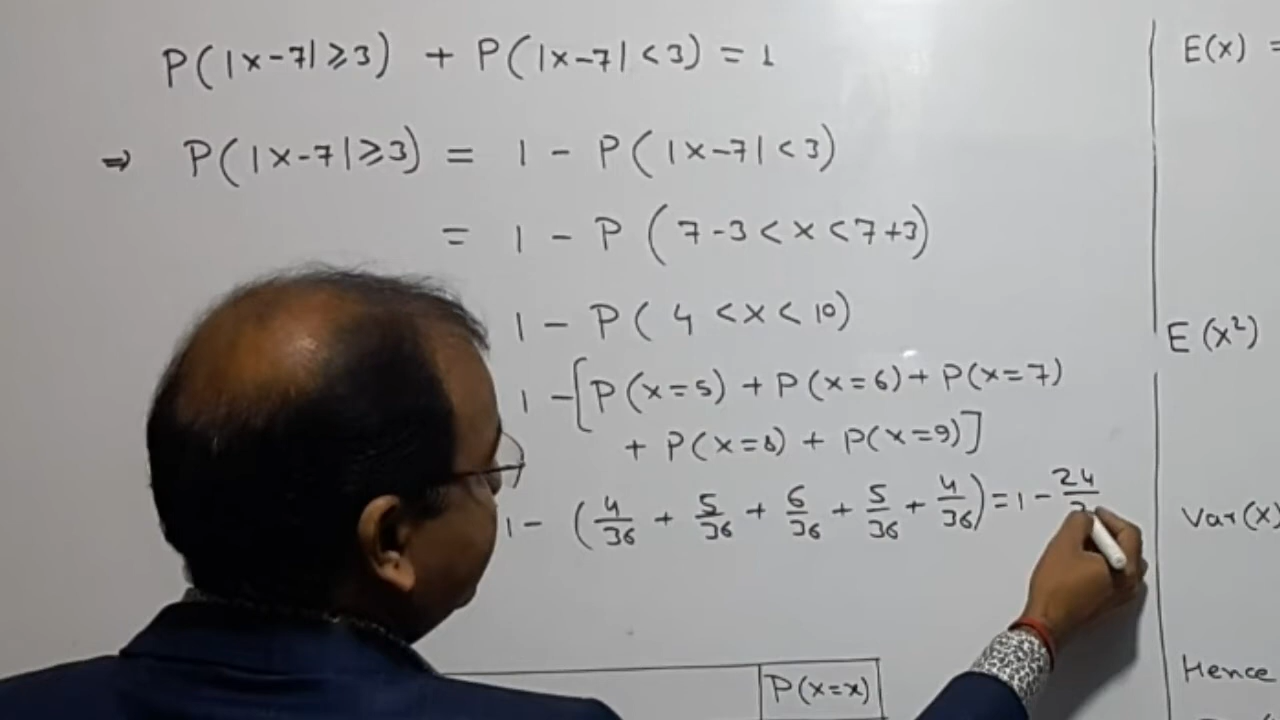 P(|x-7|≥3) + P(|x-7|<3) = 1
⇒ P(|x-7|≥3) = 1 - P(|x-7|<3)
= 1 - P(7-3<x<7+3)
1 - P(4<x<10)
1 - [P(x=5) + P(x=6) + P(x=7)
+ P(x=8) + P(x=9)]
1 - (4/36 + 5/36 + 6/36 + 5/36 + 4/36) = 1 - 24/
P(x=x)
E(x) =
E(x²)
Var(x)
Hence